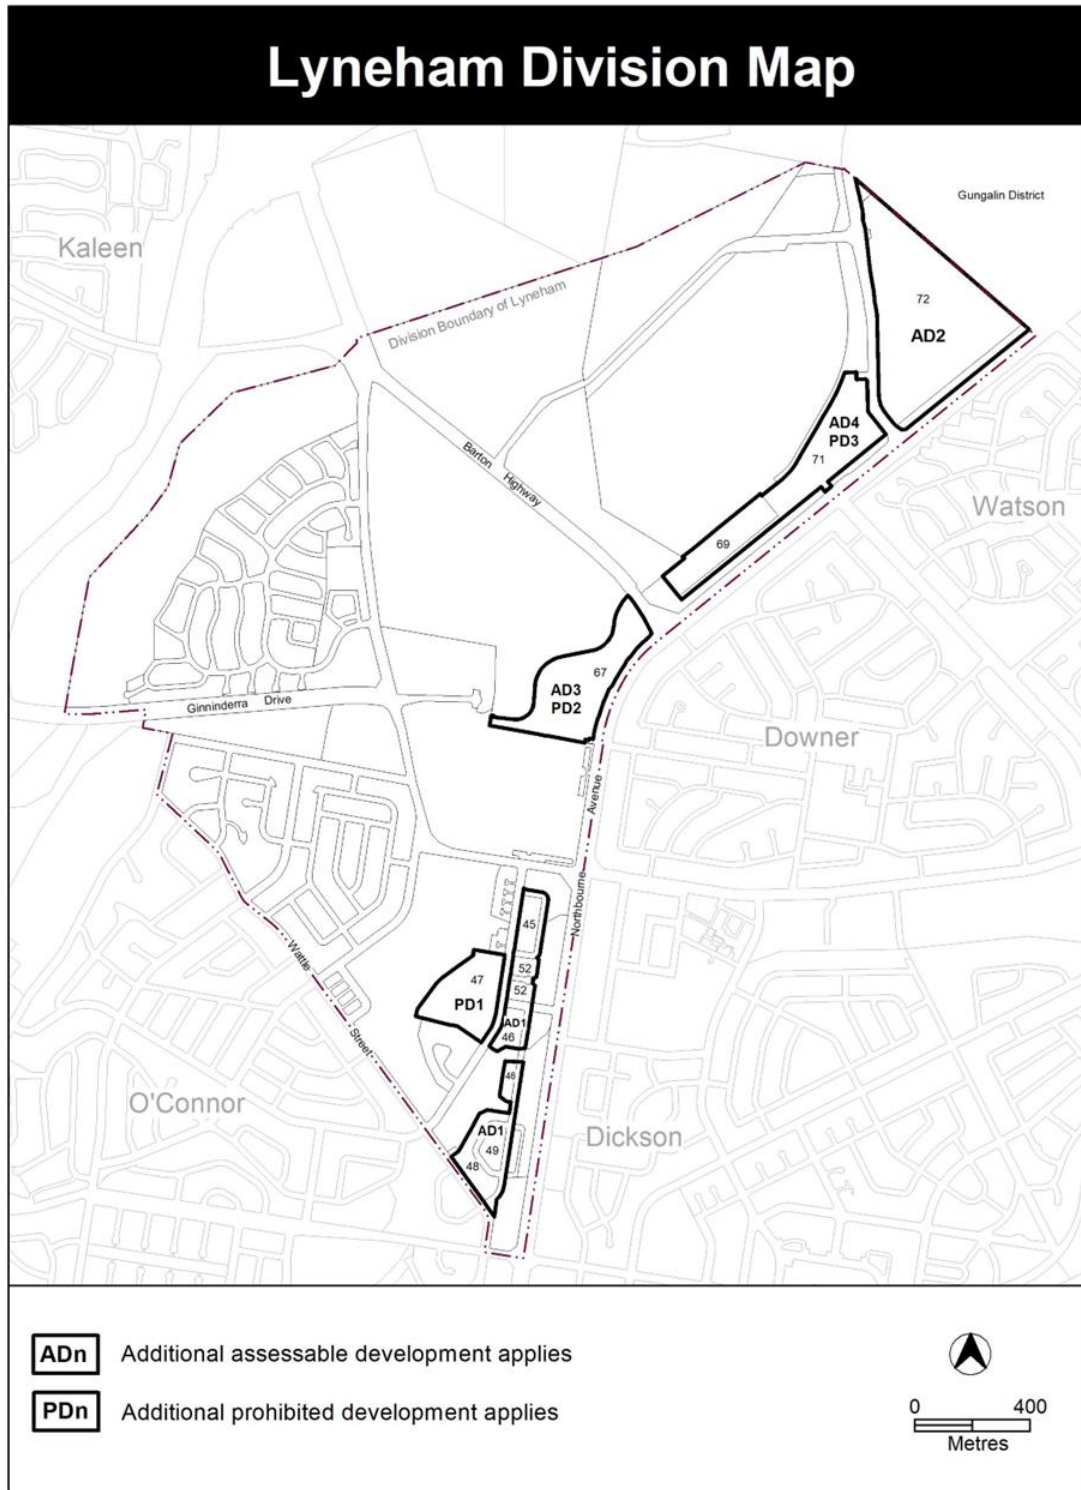 Lyneham Division Map
Gungalin District
Kaleen
72
Division Boundary of Lyneham
AD2
AD4
PD3
71
Barton Highway
Watson
69
67
AD3
PD2
Ginninderra Drive
Downer
Northbourne Avenue
45
52
47
52
PD1
AD1
46
Wattle Street
46
O'Connor
AD1
Dickson
49
48
ADn Additional assessable development applies
PDn Additional prohibited development applies
0 400
Metres